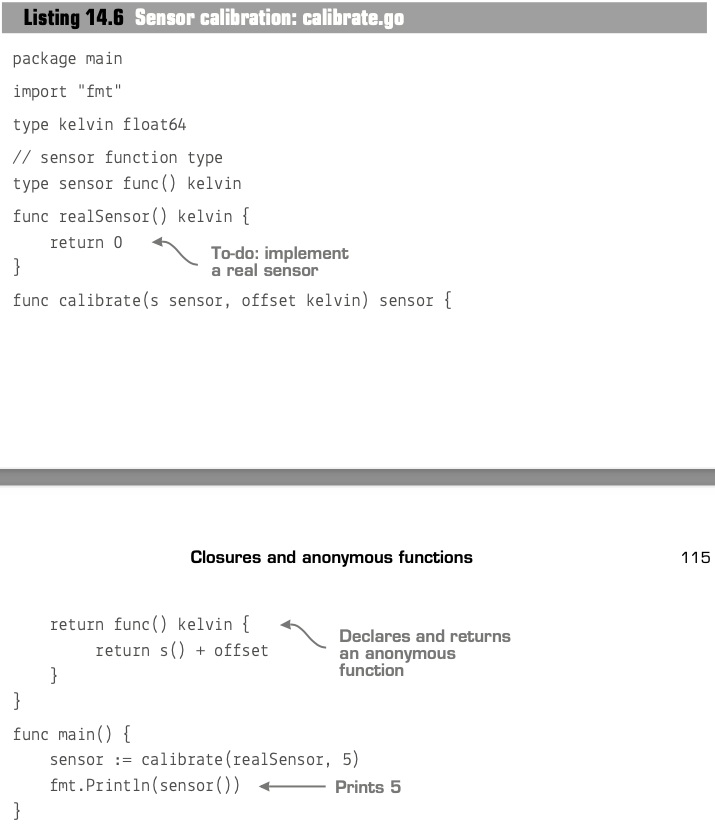 Listing 14.6 Sensor calibration: calibrate.go
package main
import "fmt"
type kelvin float64
// sensor function type
type sensor func() kelvin
func realSensor() kelvin {
    return 0
To-do: implement
a real sensor
}
func calibrate(s sensor, offset kelvin) sensor {
Closures and anonymous functions 115
    return func() kelvin {
Declares and returns
an anonymous
function
        return s() + offset
    }
}
func main() {
    sensor := calibrate(realSensor, 5)
    fmt.Println(sensor()) Prints 5
}